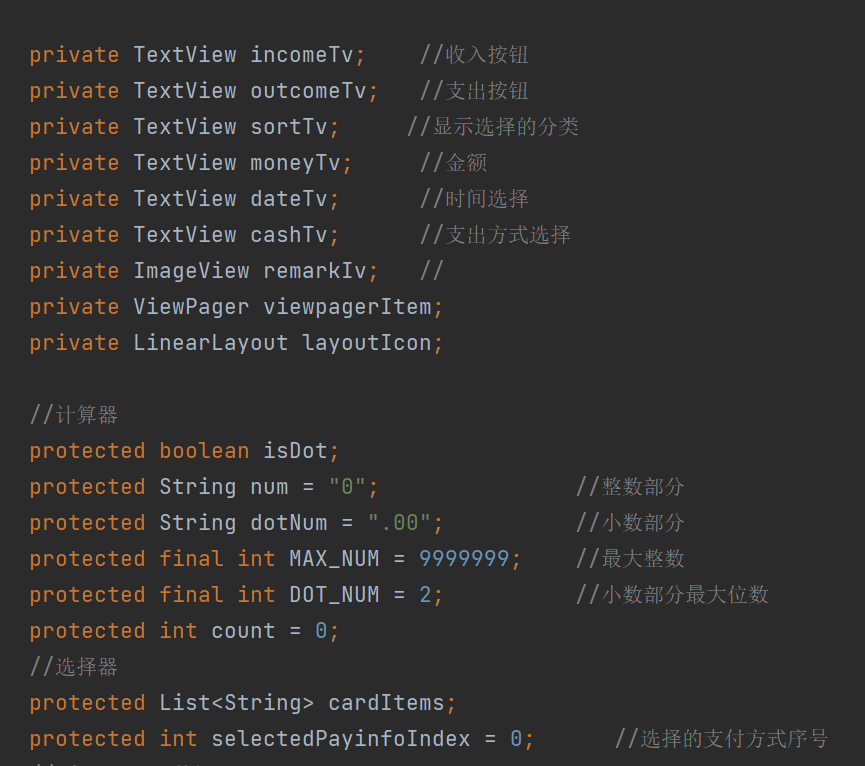 private TextView incomeTv;    //收入按钮
private TextView outcomeTv;   //支出按钮
private TextView sortTv;     //显示选择的分类
private TextView moneyTv;     //金额
private TextView dateTv;      //时间选择
private TextView cashTv;      //支出方式选择
private ImageView remarkIv;   //
private ViewPager viewpagerItem;
private LinearLayout layoutIcon;
//计算器
protected boolean isDot;
protected String num = "0";               //整数部分
protected String dotNum = ".00";          //小数部分
protected final int MAX_NUM = 9999999;    //最大整数
protected final int DOT_NUM = 2;          //小数部分最大位数
protected int count = 0;
//选择器
protected List<String> cardItems;
protected int selectedPayinfoIndex = 0;      //选择的支付方式序号